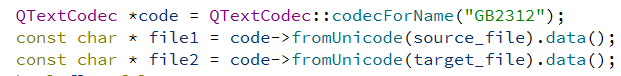 QTextCodec *code = QTextCodec::codecForName("GB2312");
const char * file1 = code->fromUnicode(source_file).data();
const char * file2 = code->fromUnicode(target_file).data();